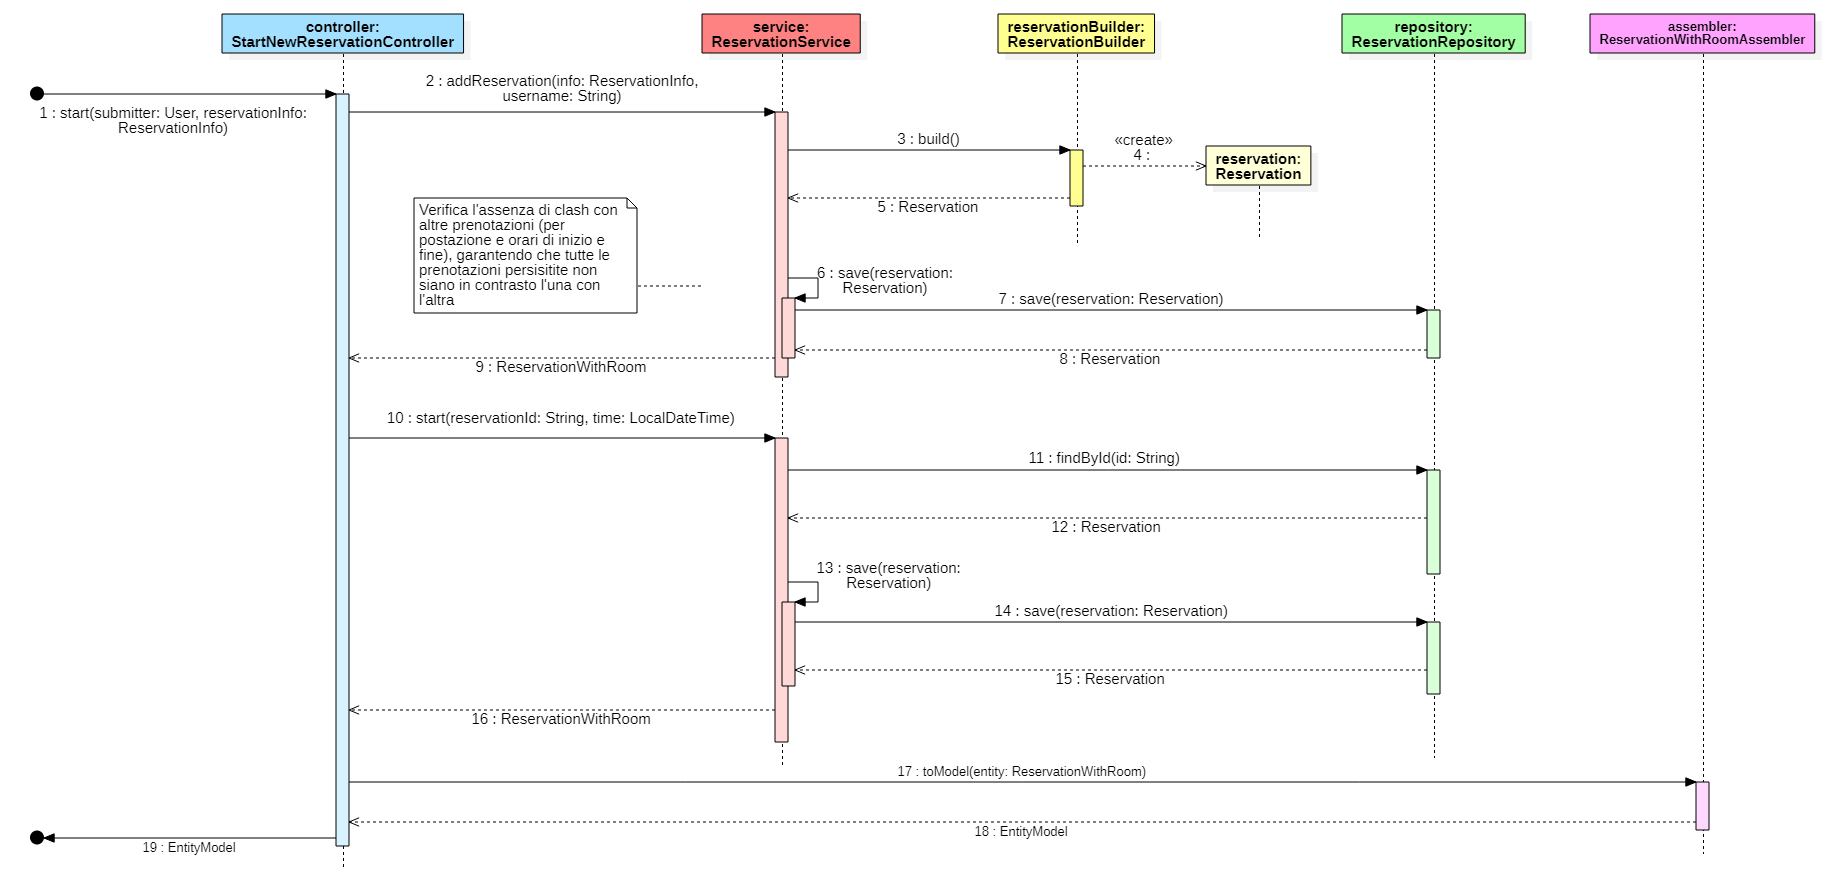 controller:
StartNewReservationController
service:
ReservationService
reservationBuilder:
ReservationBuilder
repository:
ReservationRepository
assembler:
ReservationWithRoomAssembler
1 : start(submitter: User, reservationInfo:
ReservationInfo)
2 : addReservation(info: ReservationInfo,
username: String)
3 : build()
«create»
4 :
reservation:
Reservation
5 : Reservation
Verifica l'assenza di clash con
altre prenotazioni (per
postazione e orari di inizio e
fine), garantendo che tutte le
prenotazioni persisitite non
siano in contrasto l'una con
l'altra
6 : save(reservation:
Reservation)
7 : save(reservation: Reservation)
8 : Reservation
9 : ReservationWithRoom
10 : start(reservationId: String, time: LocalDateTime)
11 : findById(id: String)
12 : Reservation
13 : save(reservation:
Reservation)
14 : save(reservation: Reservation)
15 : Reservation
16 : ReservationWithRoom
17 : toModel(entity: ReservationWithRoom)
18 : EntityModel
19 : EntityModel